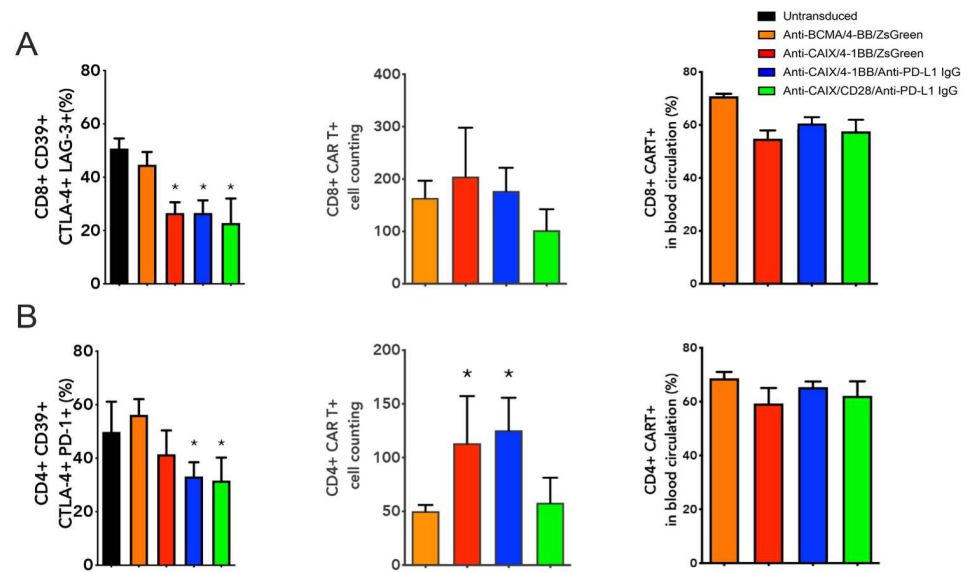 Untransduced
Anti-BCMA/4-BB/ZsGreen
Anti-CAIX/4-1BB/ZsGreen
Anti-CAIX/4-1BB/Anti-PD-L1 IgG
Anti-CAIX/CD28/Anti-PD-L1 IgG
A
CD8+ CD39+
CTLA-4+ LAG-3+(%)
80
60
40
20
0
* * *
CD8+ CAR T+
cell counting
400
300
200
100
0
CD8+ CART+
in blood circulation (%)
80
60
40
20
0
B
CD4+ CD39+
CTLA-4+ PD-1+ (%)
80
60
40
20
0
* *
CD4+ CAR T+
cell counting
200
150
100
50
0
* *
CD4+ CART+
in blood circulation (%)
80
60
40
20
0